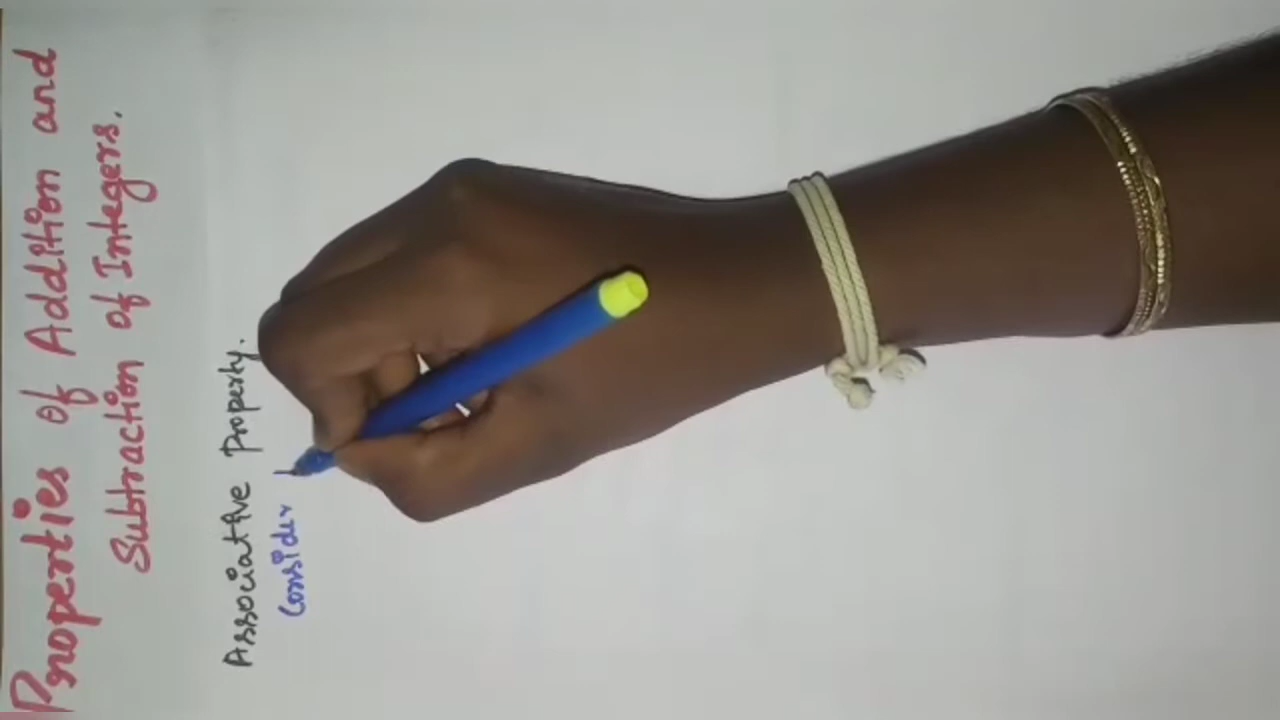 Properties of Addition and
Subtraction of Integers.
Associative Property.
Consider